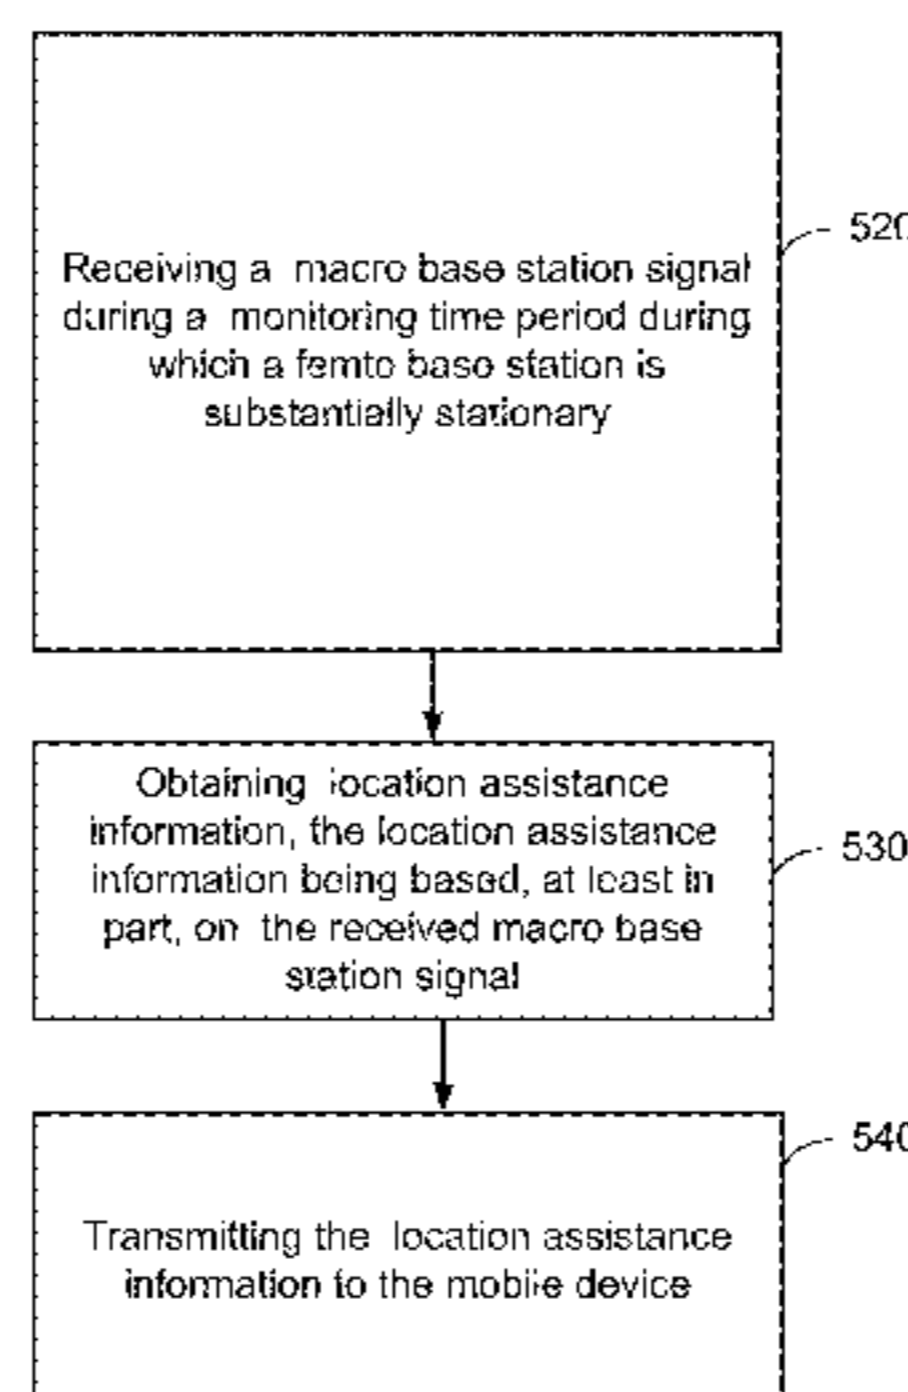 Receiving a macro base station signal
520
during a monitoring time period during
which a femto base station is
substantially stationary
Obtaining location assistance
information, the location assistance
530
information being based, at least in
part, on the received macro base
station signal
540
Transmitting the location assistance
information to the mobile device